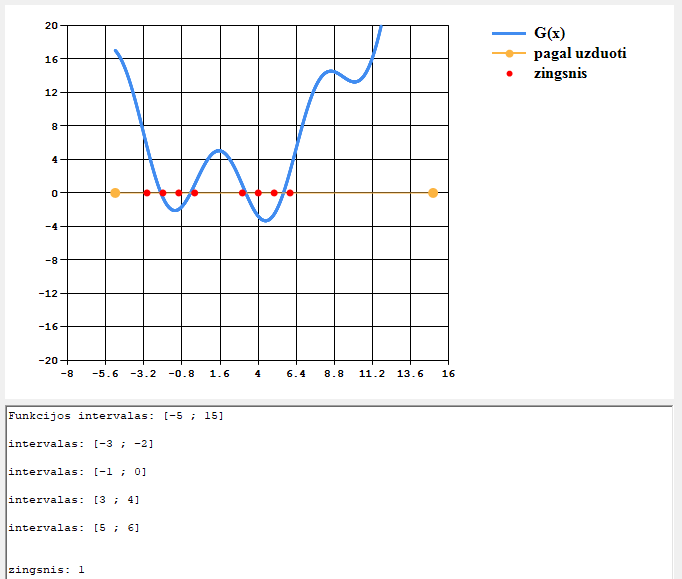 20
16
12
8
4
0
-4
-8
-12
-16
-20
-8 -5.6 -3.2 -0.8 1.6 4 6.4 8.8 11.2 13.6 16
G(x)
pagal uzduoti
zingsnis
Funkcijos intervalas: [-5 ; 15]
intervalas: [-3 ; -2]
intervalas: [-1 ; 0]
intervalas: [3 ; 4]
intervalas: [5 ; 6]
zingsnis: 1